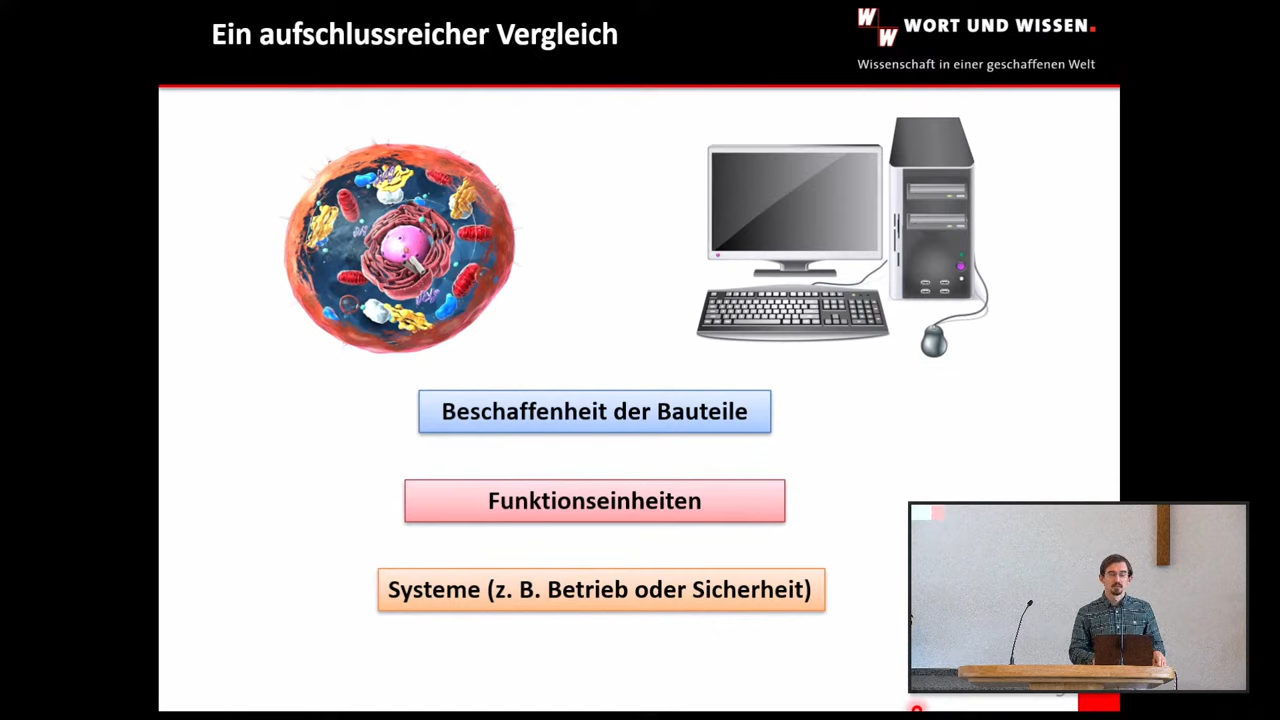 Ein aufschlussreicher Vergleich
W
W
WORT UND WISSEN.
Wissenschaft in einer geschaffenen Welt
Beschaffenheit der Bauteile
Funktionseinheiten
Systeme (z. B. Betrieb oder Sicherheit)